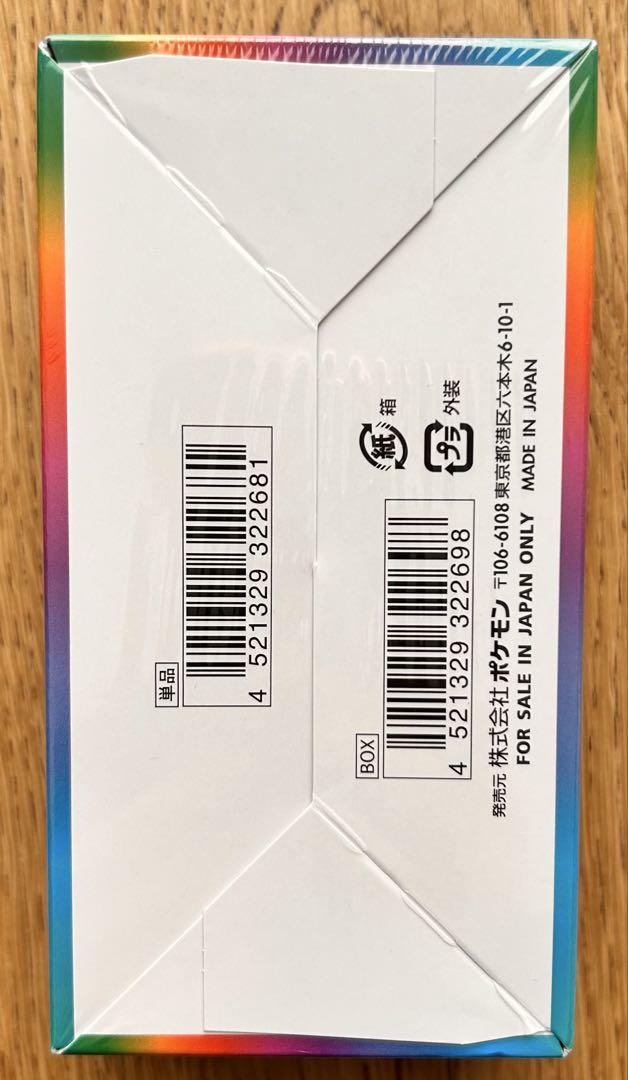 単品
4 521329 322681
BOX
4 521329 322698
紙 箱
プラ 外装
発売元 株式会社 ポケモン 〒106-6108 東京都港区六本木6-10-1
FOR SALE IN JAPAN ONLY MADE IN JAPAN